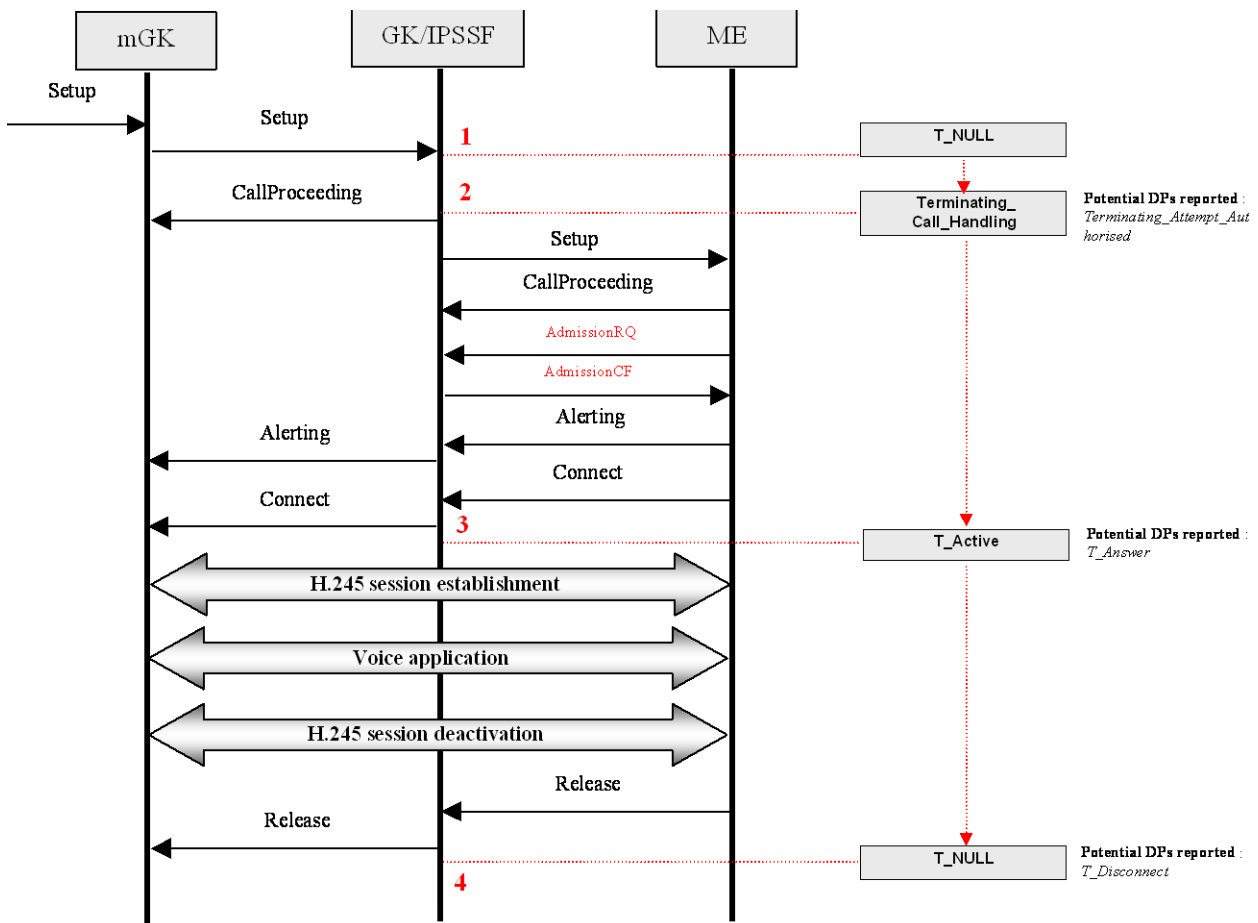 mGK
GK/IPSSF
ME
Setup
Setup
1
T_NULL
CallProceeding
2
Terminating_
Call_Handling
Potential DPs reported :
Terminating_Attempt_Aut
horised
Setup
CallProceeding
AdmissionRQ
AdmissionCF
Alerting
Alerting
Connect
Connect
3
T_Active
Potential DPs reported :
T_Answer
H.245 session establishment
Voice application
H.245 session deactivation
Release
Release
T_NULL
Potential DPs reported :
T_Disconnect
4